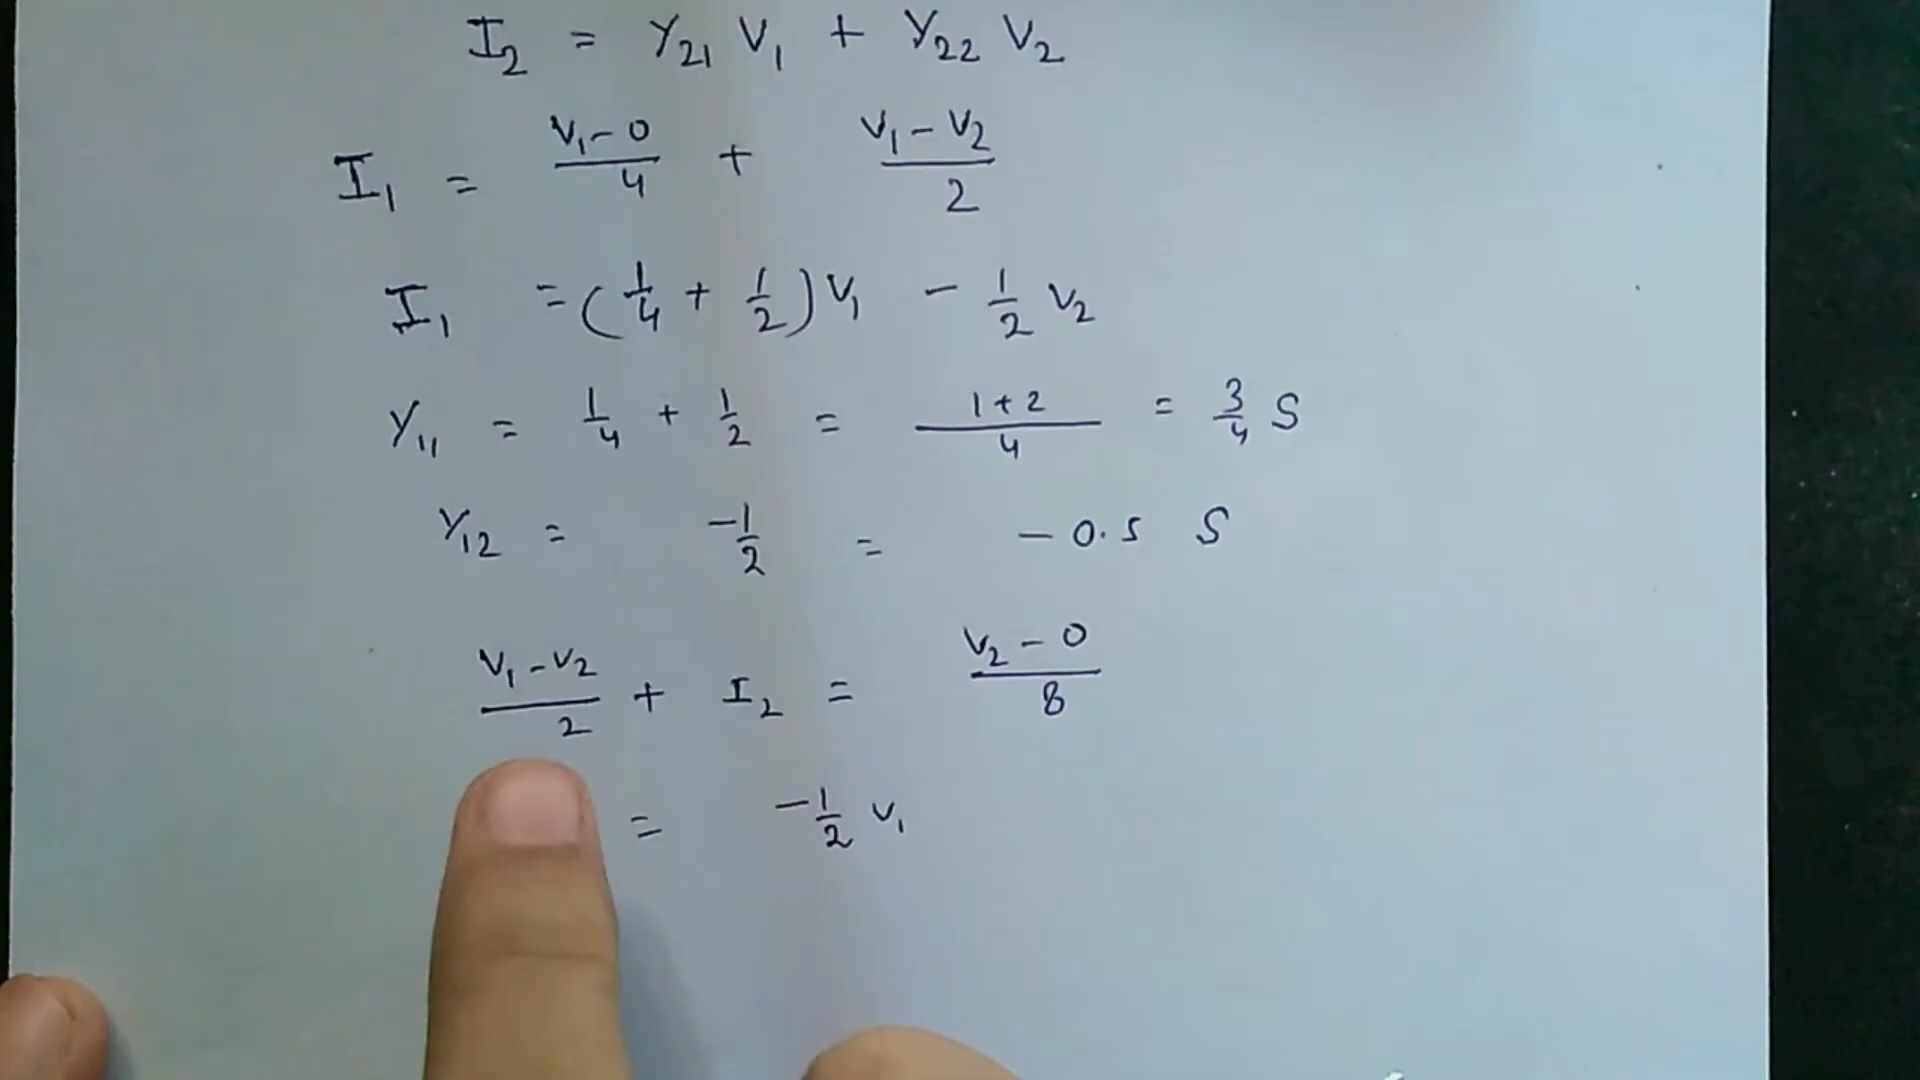 I₂ = Y₂₁ V₁ + Y₂₂ V₂
I₁ = (V₁ - 0)/4 + (V₁ - V₂)/2
I₁ = (1/4 + 1/2) V₁ - 1/2 V₂
Y₁₁ = 1/4 + 1/2 = (1+2)/4 = 3/4 S
Y₁₂ = -1/2 = -0.5 S
(V₁ - V₂)/2 + I₂ = (V₂ - 0)/8
= -1/2 V₁